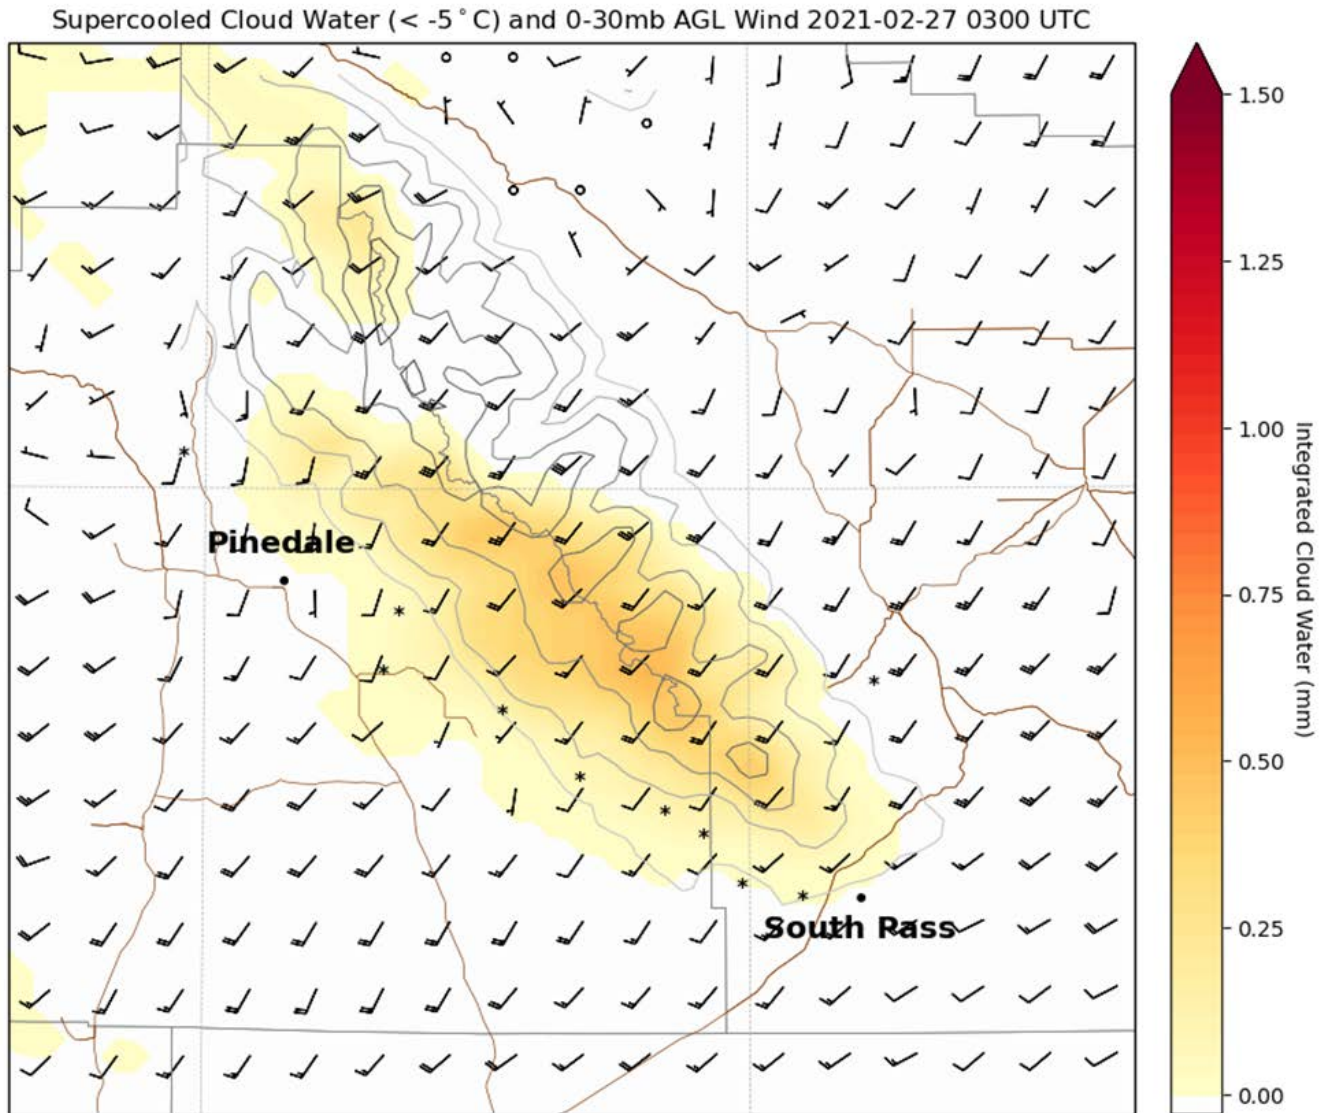 Supercooled Cloud Water (< -5°C) and 0-30mb AGL Wind 2021-02-27 0300 UTC
1.50
1.25
1.00
0.75
0.50
0.25
0.00
Integrated Cloud Water (mm)
Pinedale
South Pass